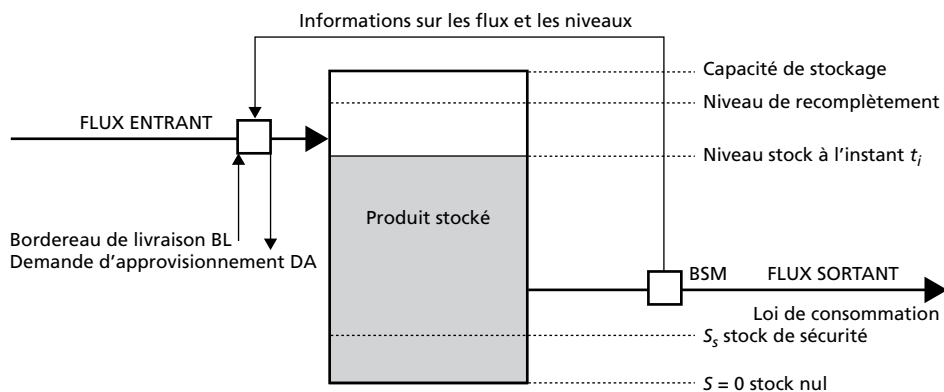 Informations sur les flux et les niveaux
Capacité de stockage
Niveau de recomplètement
FLUX ENTRANT
Niveau stock à l'instant tᵢ
Produit stocké
Bordereau de livraison BL
Demande d'approvisionnement DA
BSM
FLUX SORTANT
Loi de consommation
Sₛ stock de sécurité
S = 0 stock nul